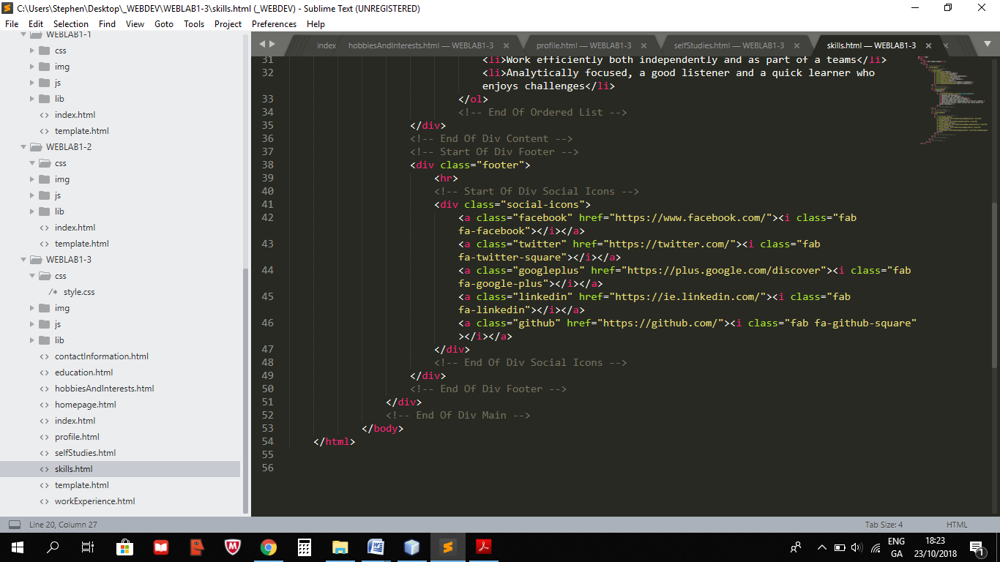 C:\Users\Stephen\Desktop\_WEBDEV\WEBLAB1-3\skills.html (_WEBDEV) - Sublime Text (UNREGISTERED)
File Edit Selection Find View Goto Tools Project Preferences Help
WEBLAB1-1
css
img
js
lib
index.html
template.html
WEBLAB1-2
css
img
js
lib
index.html
template.html
WEBLAB1-3
css
/* style.css
img
js
lib
contactInformation.html
education.html
hobbiesAndInterests.html
homepage.html
index.html
profile.html
selfStudies.html
skills.html
template.html
workExperience.html
index hobbiesAndInterests.html — WEBLAB1-3 profile.html — WEBLAB1-3 selfStudies.html — WEBLAB1-3 skills.html — WEBLAB1-3
31 <li>Work efficiently both independently and as part of a teams</li>
32 <li>Analytically focused, a good listener and a quick learner who
enjoys challenges</li>
33 </ol>
34 <!-- End Of Ordered List -->
35 </div>
36 <!-- End Of Div Content -->
37 <!-- Start Of Div Footer -->
38 <div class="footer">
39 <hr>
40 <!-- Start Of Div Social Icons -->
41 <div class="social-icons">
42 <a class="facebook" href="https://www.facebook.com/"><i class="fab
fa-facebook"></i></a>
43 <a class="twitter" href="https://twitter.com/"><i class="fab
fa-twitter-square"></i></a>
44 <a class="googleplus" href="https://plus.google.com/discover"><i class="fab
fa-google-plus"></i></a>
45 <a class="linkedin" href="https://ie.linkedin.com/"><i class="fab
fa-linkedin"></i></a>
46 <a class="github" href="https://github.com/"><i class="fab fa-github-square"
></i></a>
47 </div>
48 <!-- End Of Div Social Icons -->
49 </div>
50 <!-- End Of Div Footer -->
51 </div>
52 <!-- End Of Div Main -->
53 </body>
54 </html>
55
56
Line 20, Column 27 Tab Size: 4 HTML
ENG 18:23
GA 23/10/2018 1